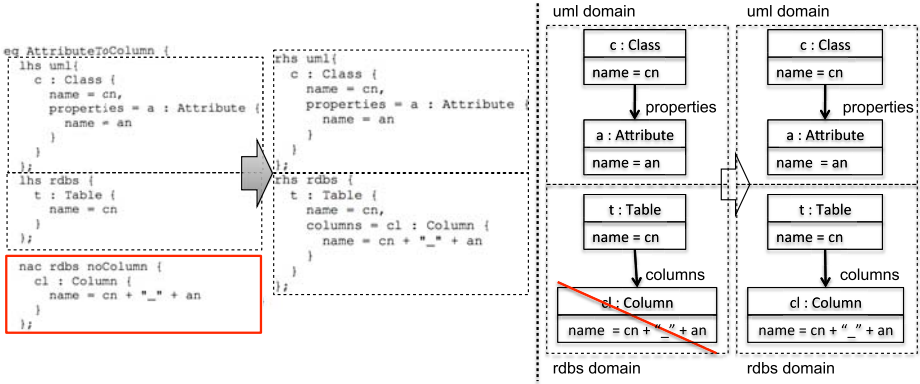 eq AttributeToColumn {
lhs uml{
c : Class {
name = cn,
properties = a : Attribute {
name = an
}
}
};
lhs rdbs {
t : Table {
name = cn
}
};
nac rdbs noColumn {
cl : Column {
name = cn + "_" + an
}
};
rhs uml{
c : Class {
name = cn,
properties = a : Attribute {
name = an
}
}
};
rhs rdbs {
t : Table {
name = cn,
columns = cl : Column {
name = cn + "_" + an
}
}
};
uml domain
c : Class
name = cn
properties
a : Attribute
name = an
t : Table
name = cn
columns
cl : Column
name = cn + “_” + an
rdbs domain
uml domain
c : Class
name = cn
properties
a : Attribute
name = an
t : Table
name = cn
columns
cl : Column
name = cn + “_” + an
rdbs domain